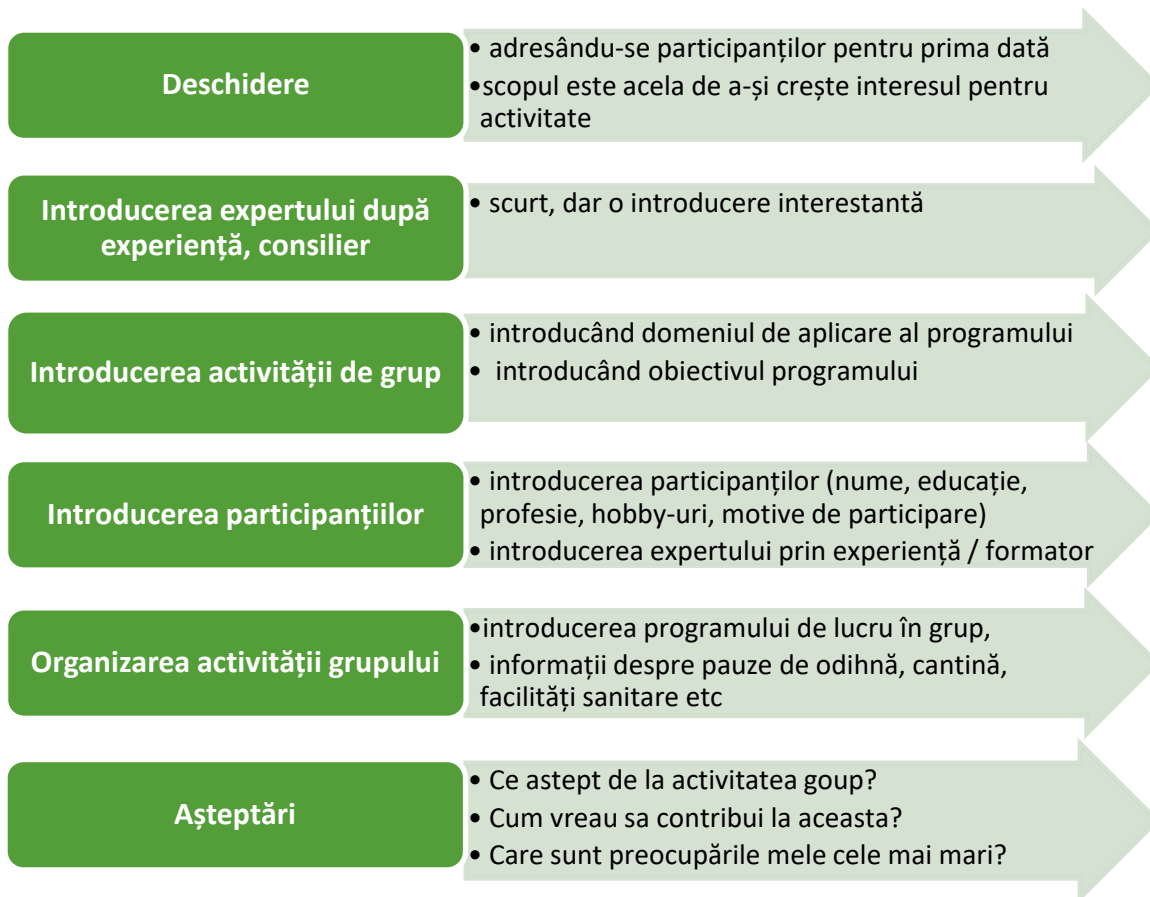 Deschidere
• adresându-se participanților pentru prima dată
•scopul este acela de a-și crește interesul pentru
activitate
Introducerea expertului după
experiență, consilier
• scurt, dar o introducere interestantă
Introducerea activității de grup
• introducând domeniul de aplicare al programului
• introducând obiectivul programului
Introducerea participanțiilor
• introducerea participanților (nume, educație,
profesie, hobby-uri, motive de participare)
• introducerea expertului prin experiență / formator
Organizarea activității grupului
•introducerea programului de lucru în grup,
• informații despre pauze de odihnă, cantină,
facilități sanitare etc
Așteptări
• Ce astept de la activitatea goup?
• Cum vreau sa contribui la aceasta?
• Care sunt preocupările mele cele mai mari?